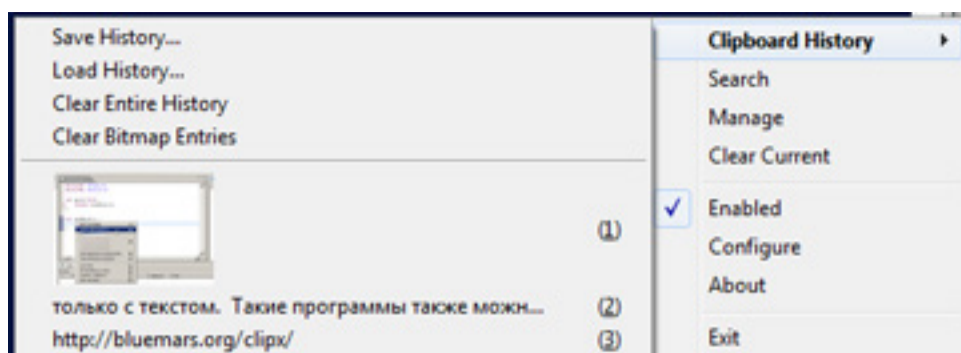 Save History...
Load History...
Clear Entire History
Clear Bitmap Entries
(1)
только с текстом. Такие программы также можн... (2)
http://bluemars.org/clipx/ (3)
Clipboard History
Search
Manage
Clear Current
Enabled
Configure
About
Exit